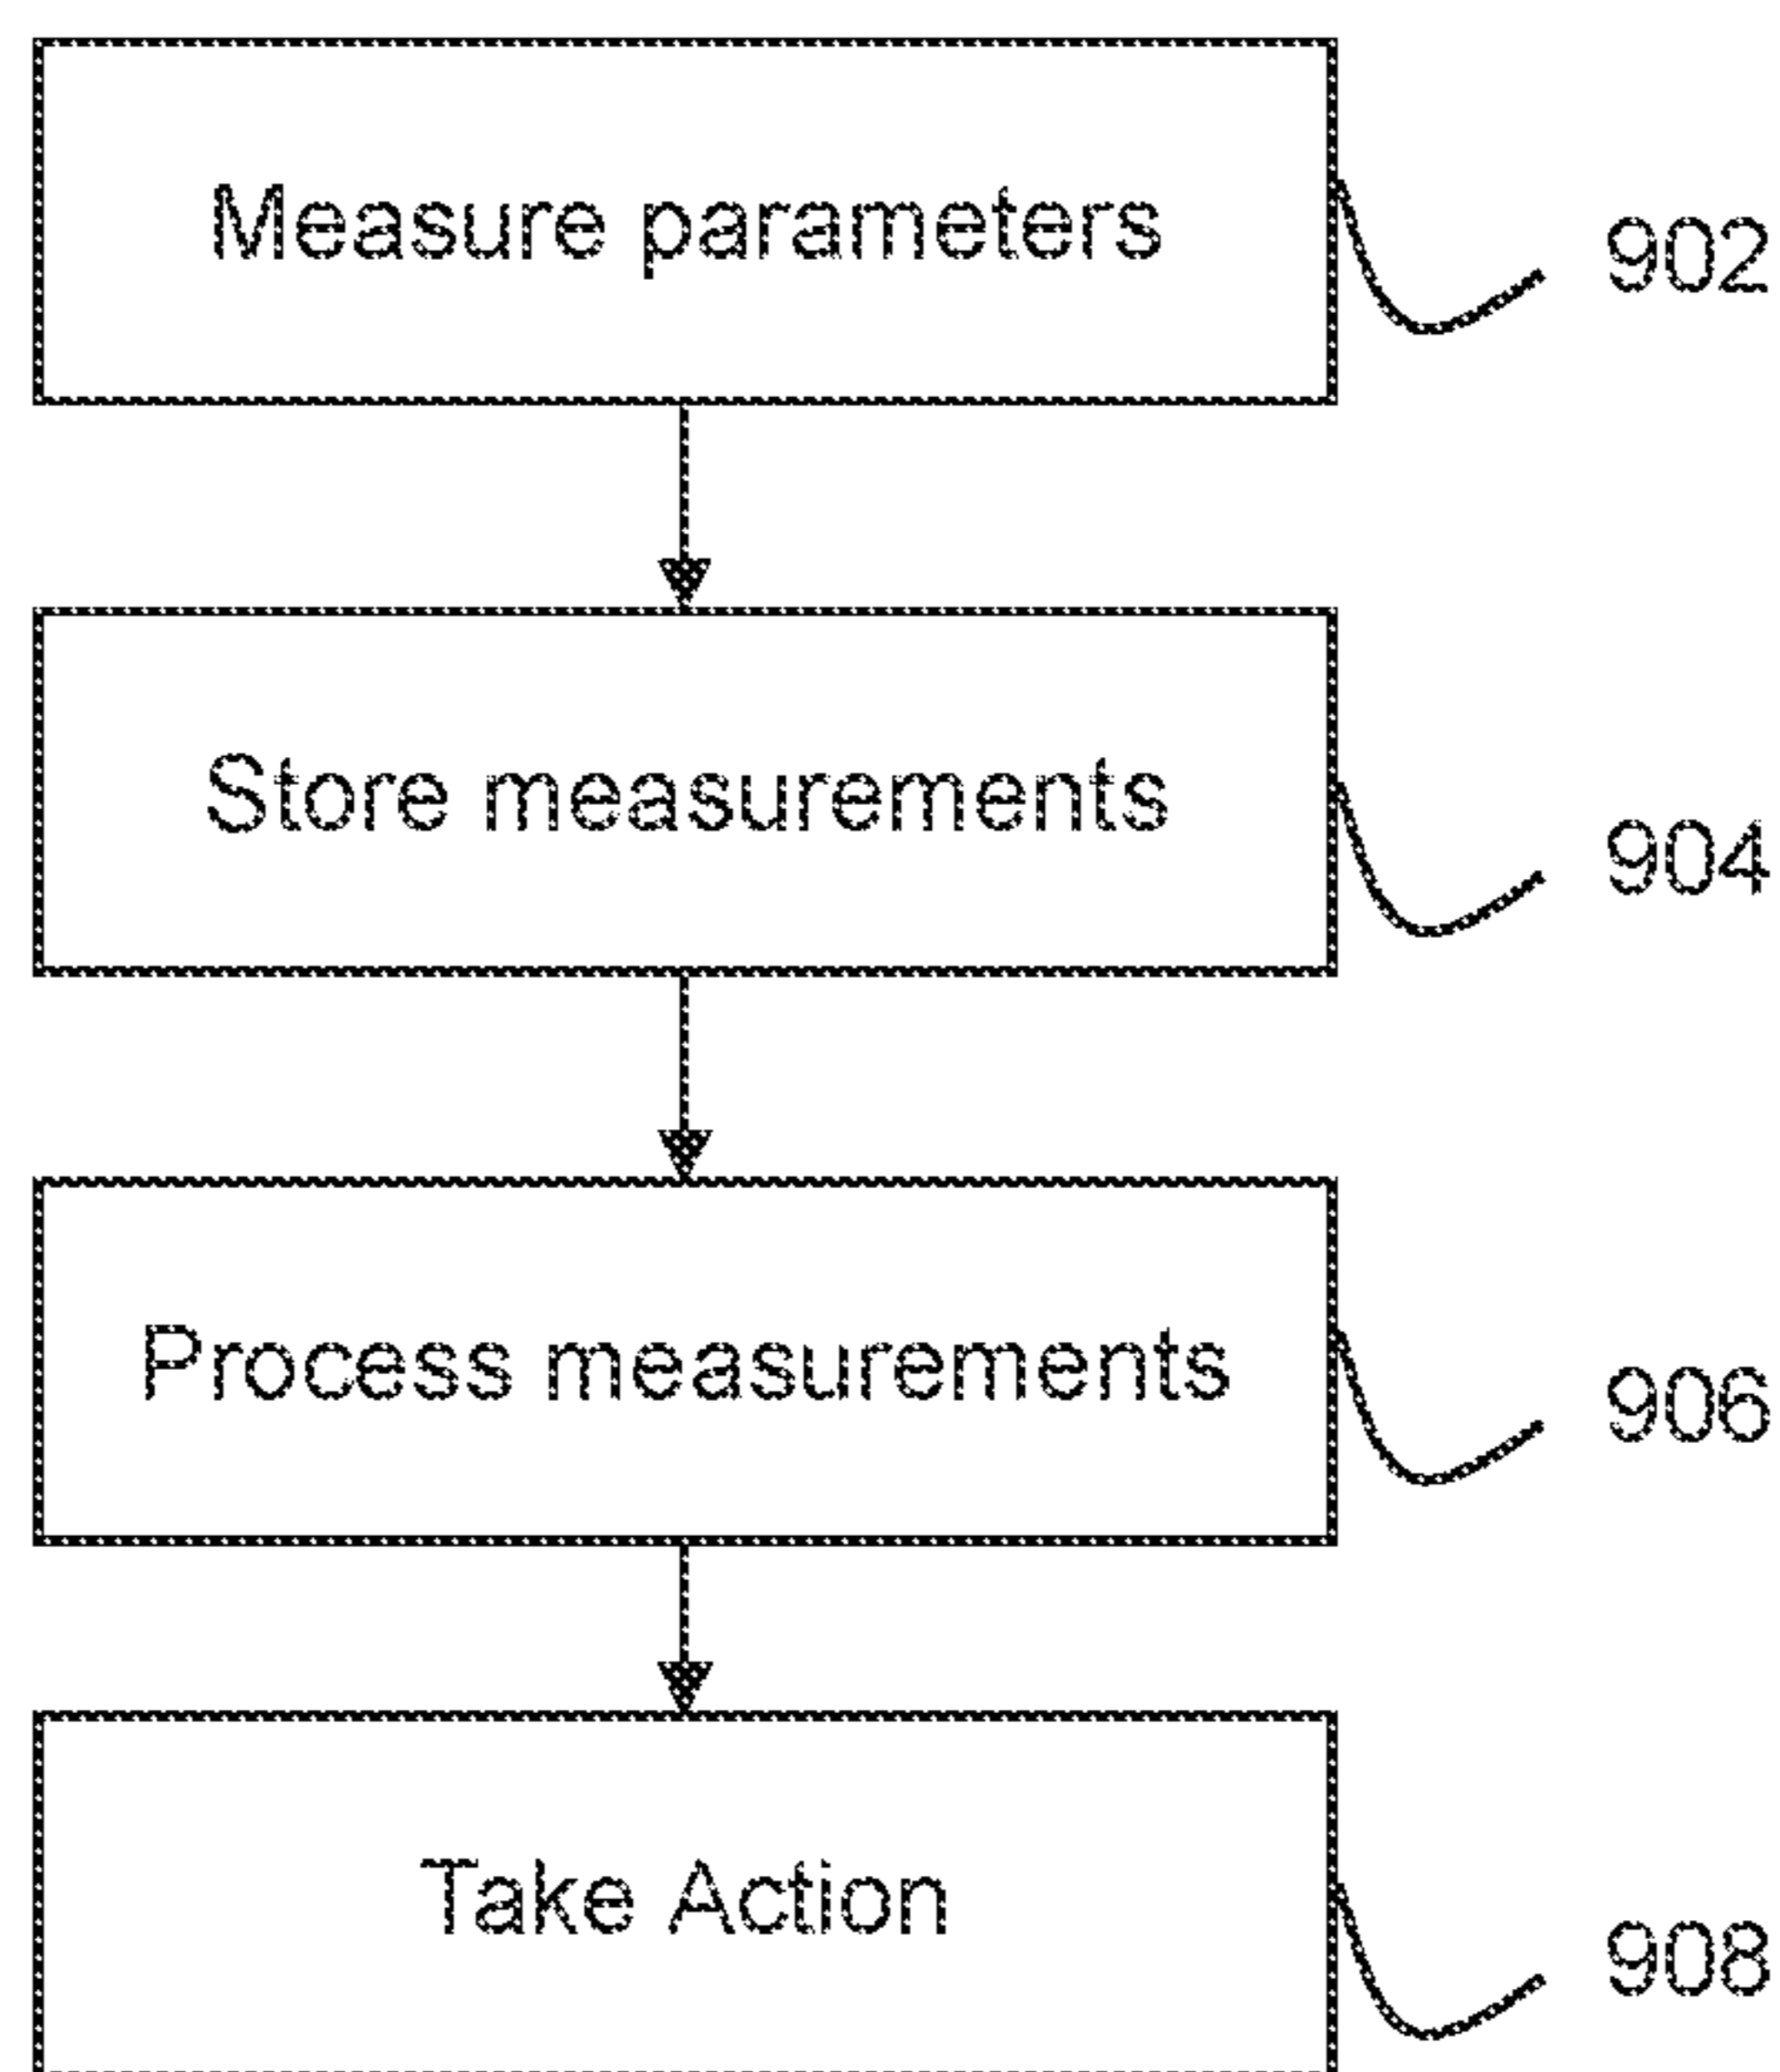 Measure parameters
902
Store measurements
904
Process measurements
906
Take Action
908